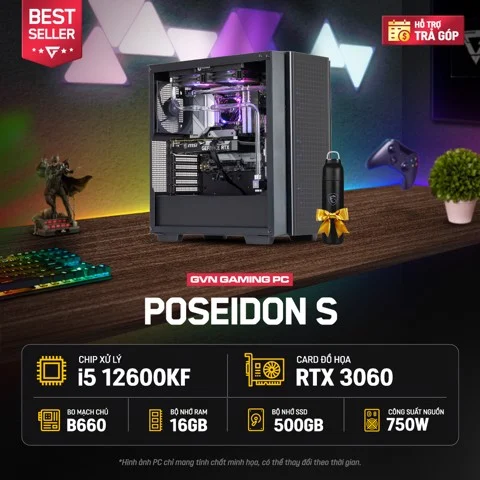 BEST
SELLER
HỖ TRỢ
TRẢ GÓP
GVN GAMING PC
POSEIDON S
CHIP XỬ LÝ
i5 12600KF
CARD ĐỒ HỌA
RTX 3060
BO MẠCH CHỦ
B660
BỘ NHỚ RAM
16GB
BỘ NHỚ SSD
500GB
CÔNG SUẤT NGUỒN
750W
*Hình ảnh PC chỉ mang tính chất minh họa, có thể thay đổi theo thời gian.